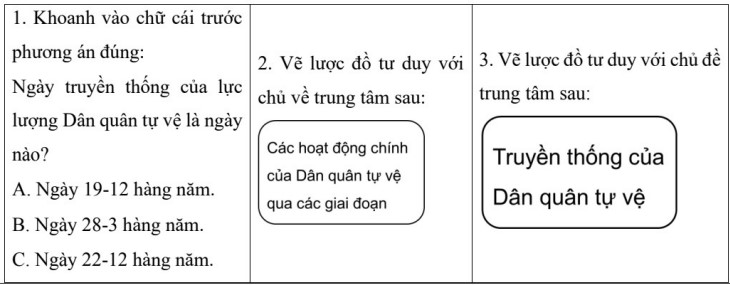 1. Khoanh vào chữ cái trước
phương án đúng:
Ngày truyền thống của lực
lượng Dân quân tự vệ là ngày
nào?
A. Ngày 19-12 hàng năm.
B. Ngày 28-3 hàng năm.
C. Ngày 22-12 hàng năm.
2. Vẽ lược đồ tư duy với
chủ về trung tâm sau:
Các hoạt động chính
của Dân quân tự vệ
qua các giai đoạn
3. Vẽ lược đồ tư duy với chủ đề
trung tâm sau:
Truyền thống của
Dân quân tự vệ